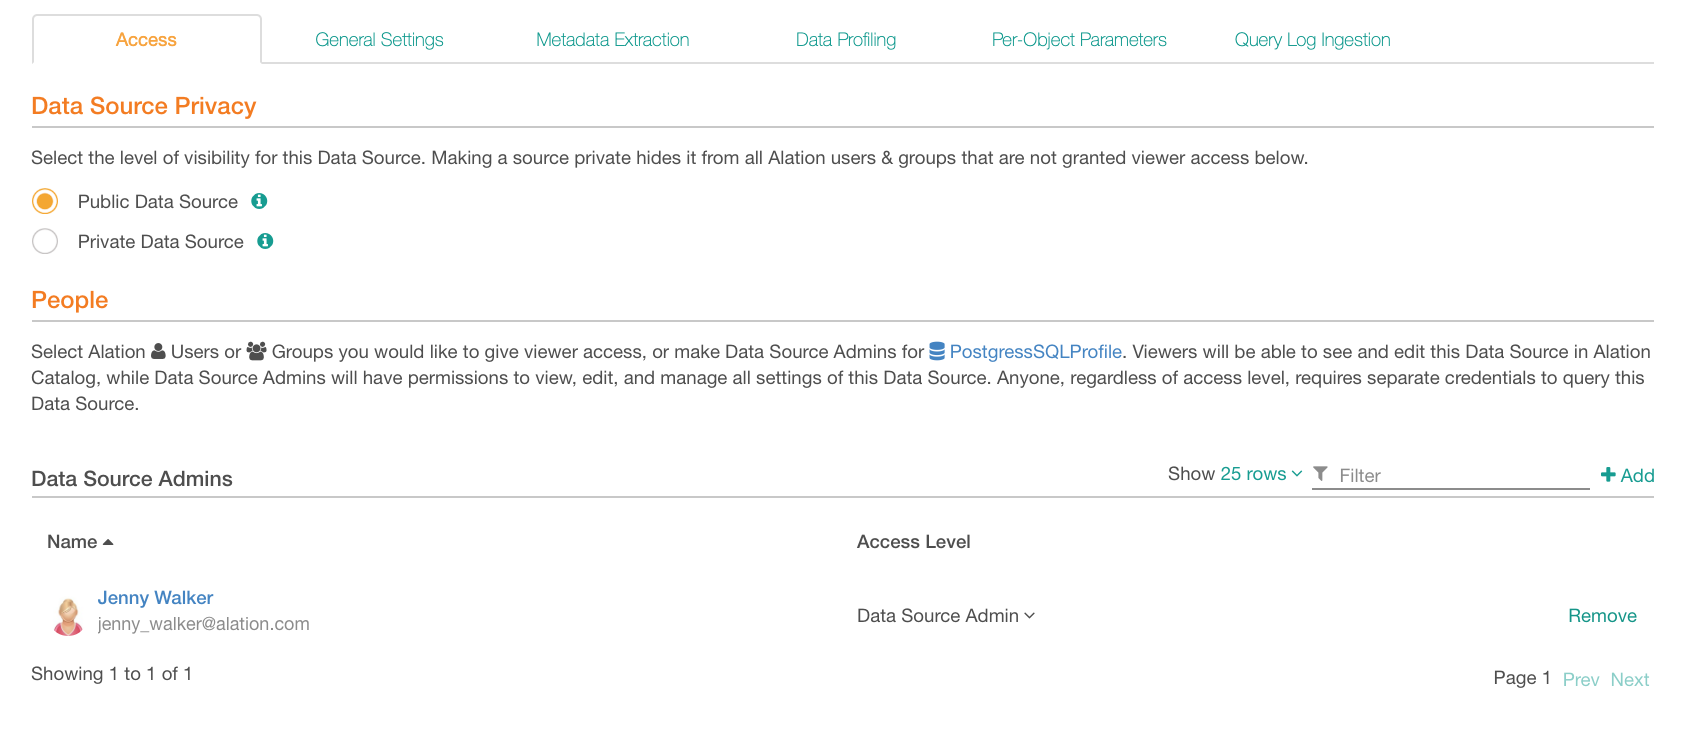 Access General Settings Metadata Extraction Data Profiling Per-Object Parameters Query Log Ingestion
Data Source Privacy
Select the level of visibility for this Data Source. Making a source private hides it from all Alation users & groups that are not granted viewer access below.
Public Data Source
Private Data Source
People
Select Alation Users or Groups you would like to give viewer access, or make Data Source Admins for PostgressSQLProfile. Viewers will be able to see and edit this Data Source in Alation
Catalog, while Data Source Admins will have permissions to view, edit, and manage all settings of this Data Source. Anyone, regardless of access level, requires separate credentials to query this
Data Source.
Data Source Admins Show 25 rows Filter Add
Name Access Level
Jenny Walker
jenny_walker@alation.com
Data Source Admin Remove
Showing 1 to 1 of 1
Page 1 Prev Next